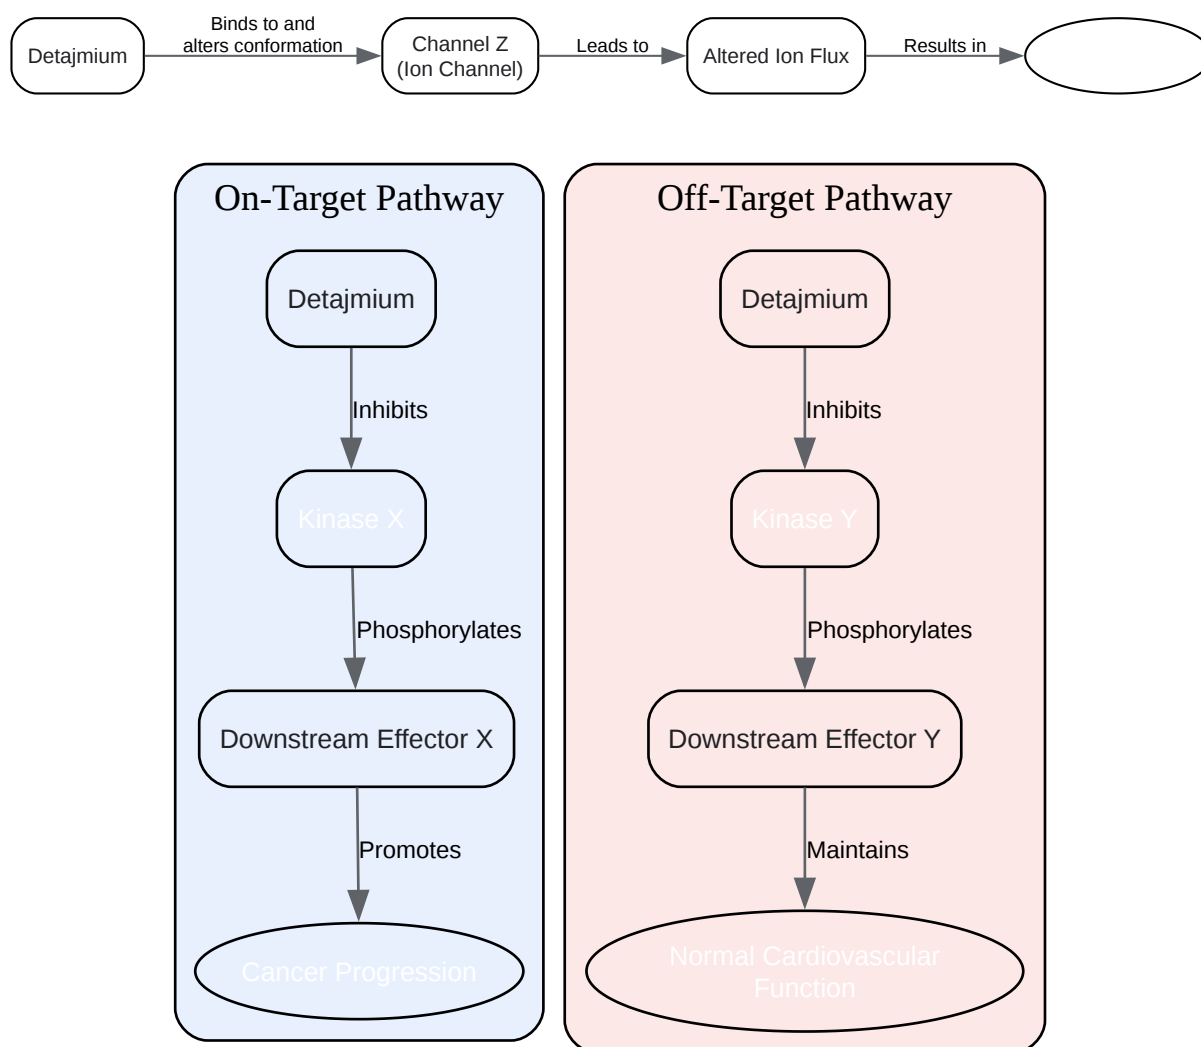 Detajmium
Binds to and
alters conformation
Channel Z
(Ion Channel)
Leads to
Altered Ion Flux
Results in
On-Target Pathway
Detajmium
Inhibits
Kinase X
Phosphorylates
Downstream Effector X
Promotes
Cancer Progression
Off-Target Pathway
Detajmium
Inhibits
Kinase Y
Phosphorylates
Downstream Effector Y
Maintains
Normal Cardiovascular
Function